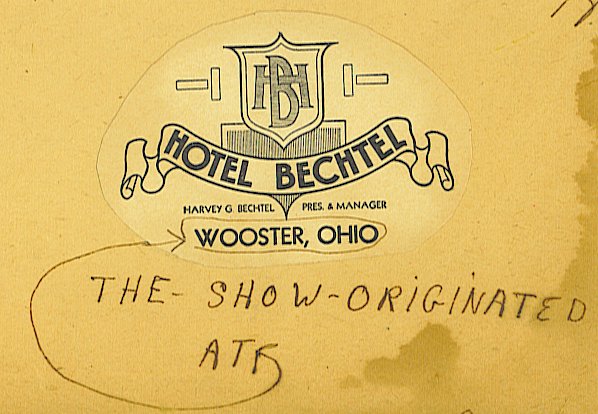 HBH
HOTEL BECHTEL
HARVEY G. BECHTEL PRES. & MANAGER
WOOSTER, OHIO
THE- SHOW-ORIGINATED
AT